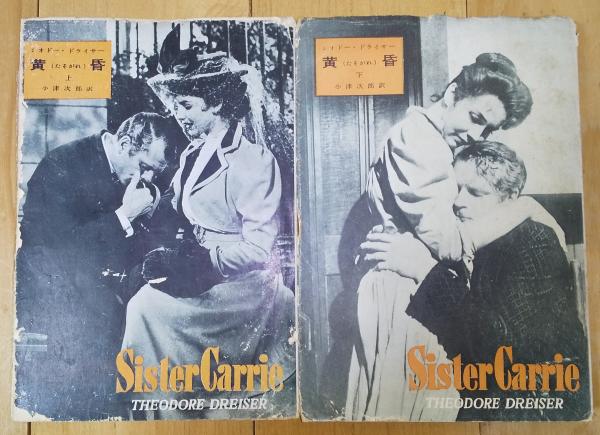 シオドー・ドライサー
黄昏(たそがれ)
上
小津次郎訳
Sister Carrie
THEODORE DREISER
シオドー・ドライサー
黄昏(たそがれ)
下
小津次郎訳
Sister Carrie
THEODORE DREISER